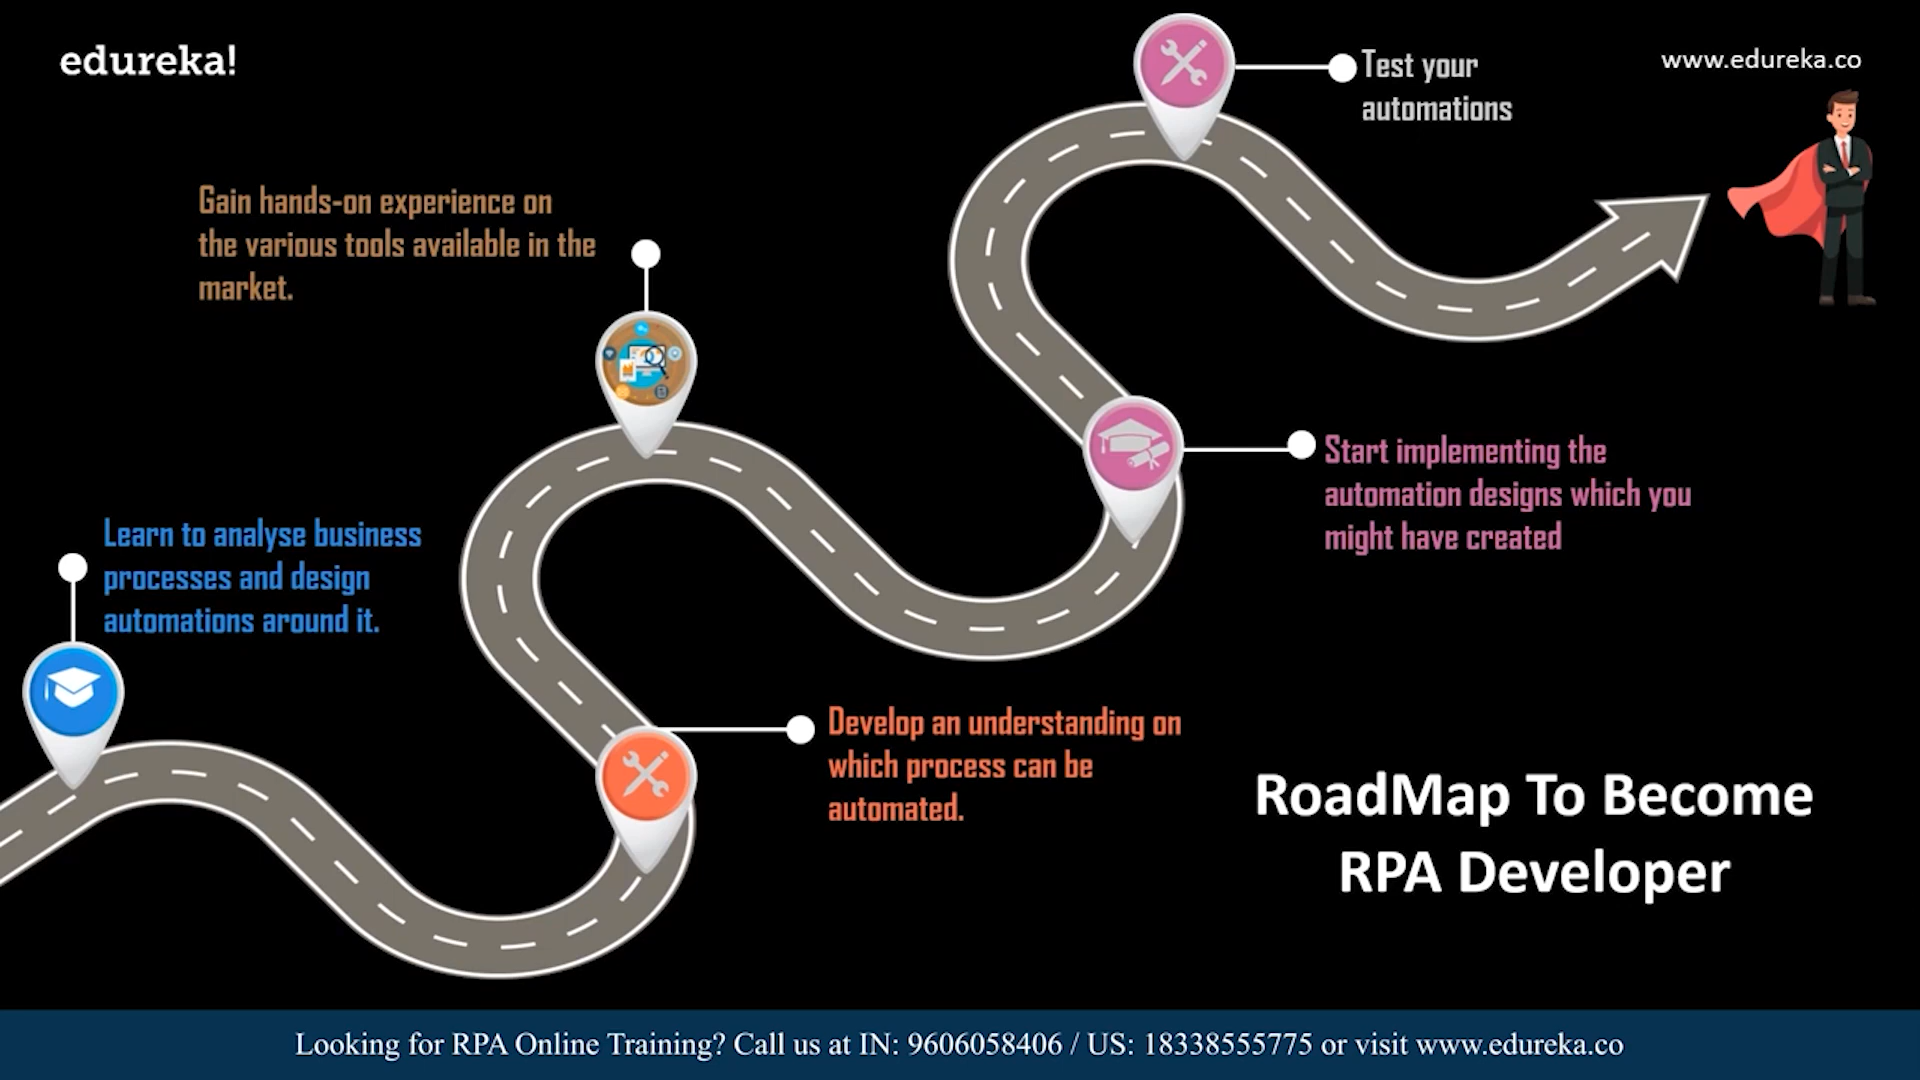 edureka!
www.edureka.co
Test your
automations
Gain hands-on experience on
the various tools available in the
market.
Start implementing the
automation designs which you
might have created
Learn to analyse business
processes and design
automations around it.
Develop an understanding on
which process can be
automated.
RoadMap To Become
RPA Developer
Looking for RPA Online Training? Call us at IN: 9606058406 / US: 18338555775 or visit www.edureka.co